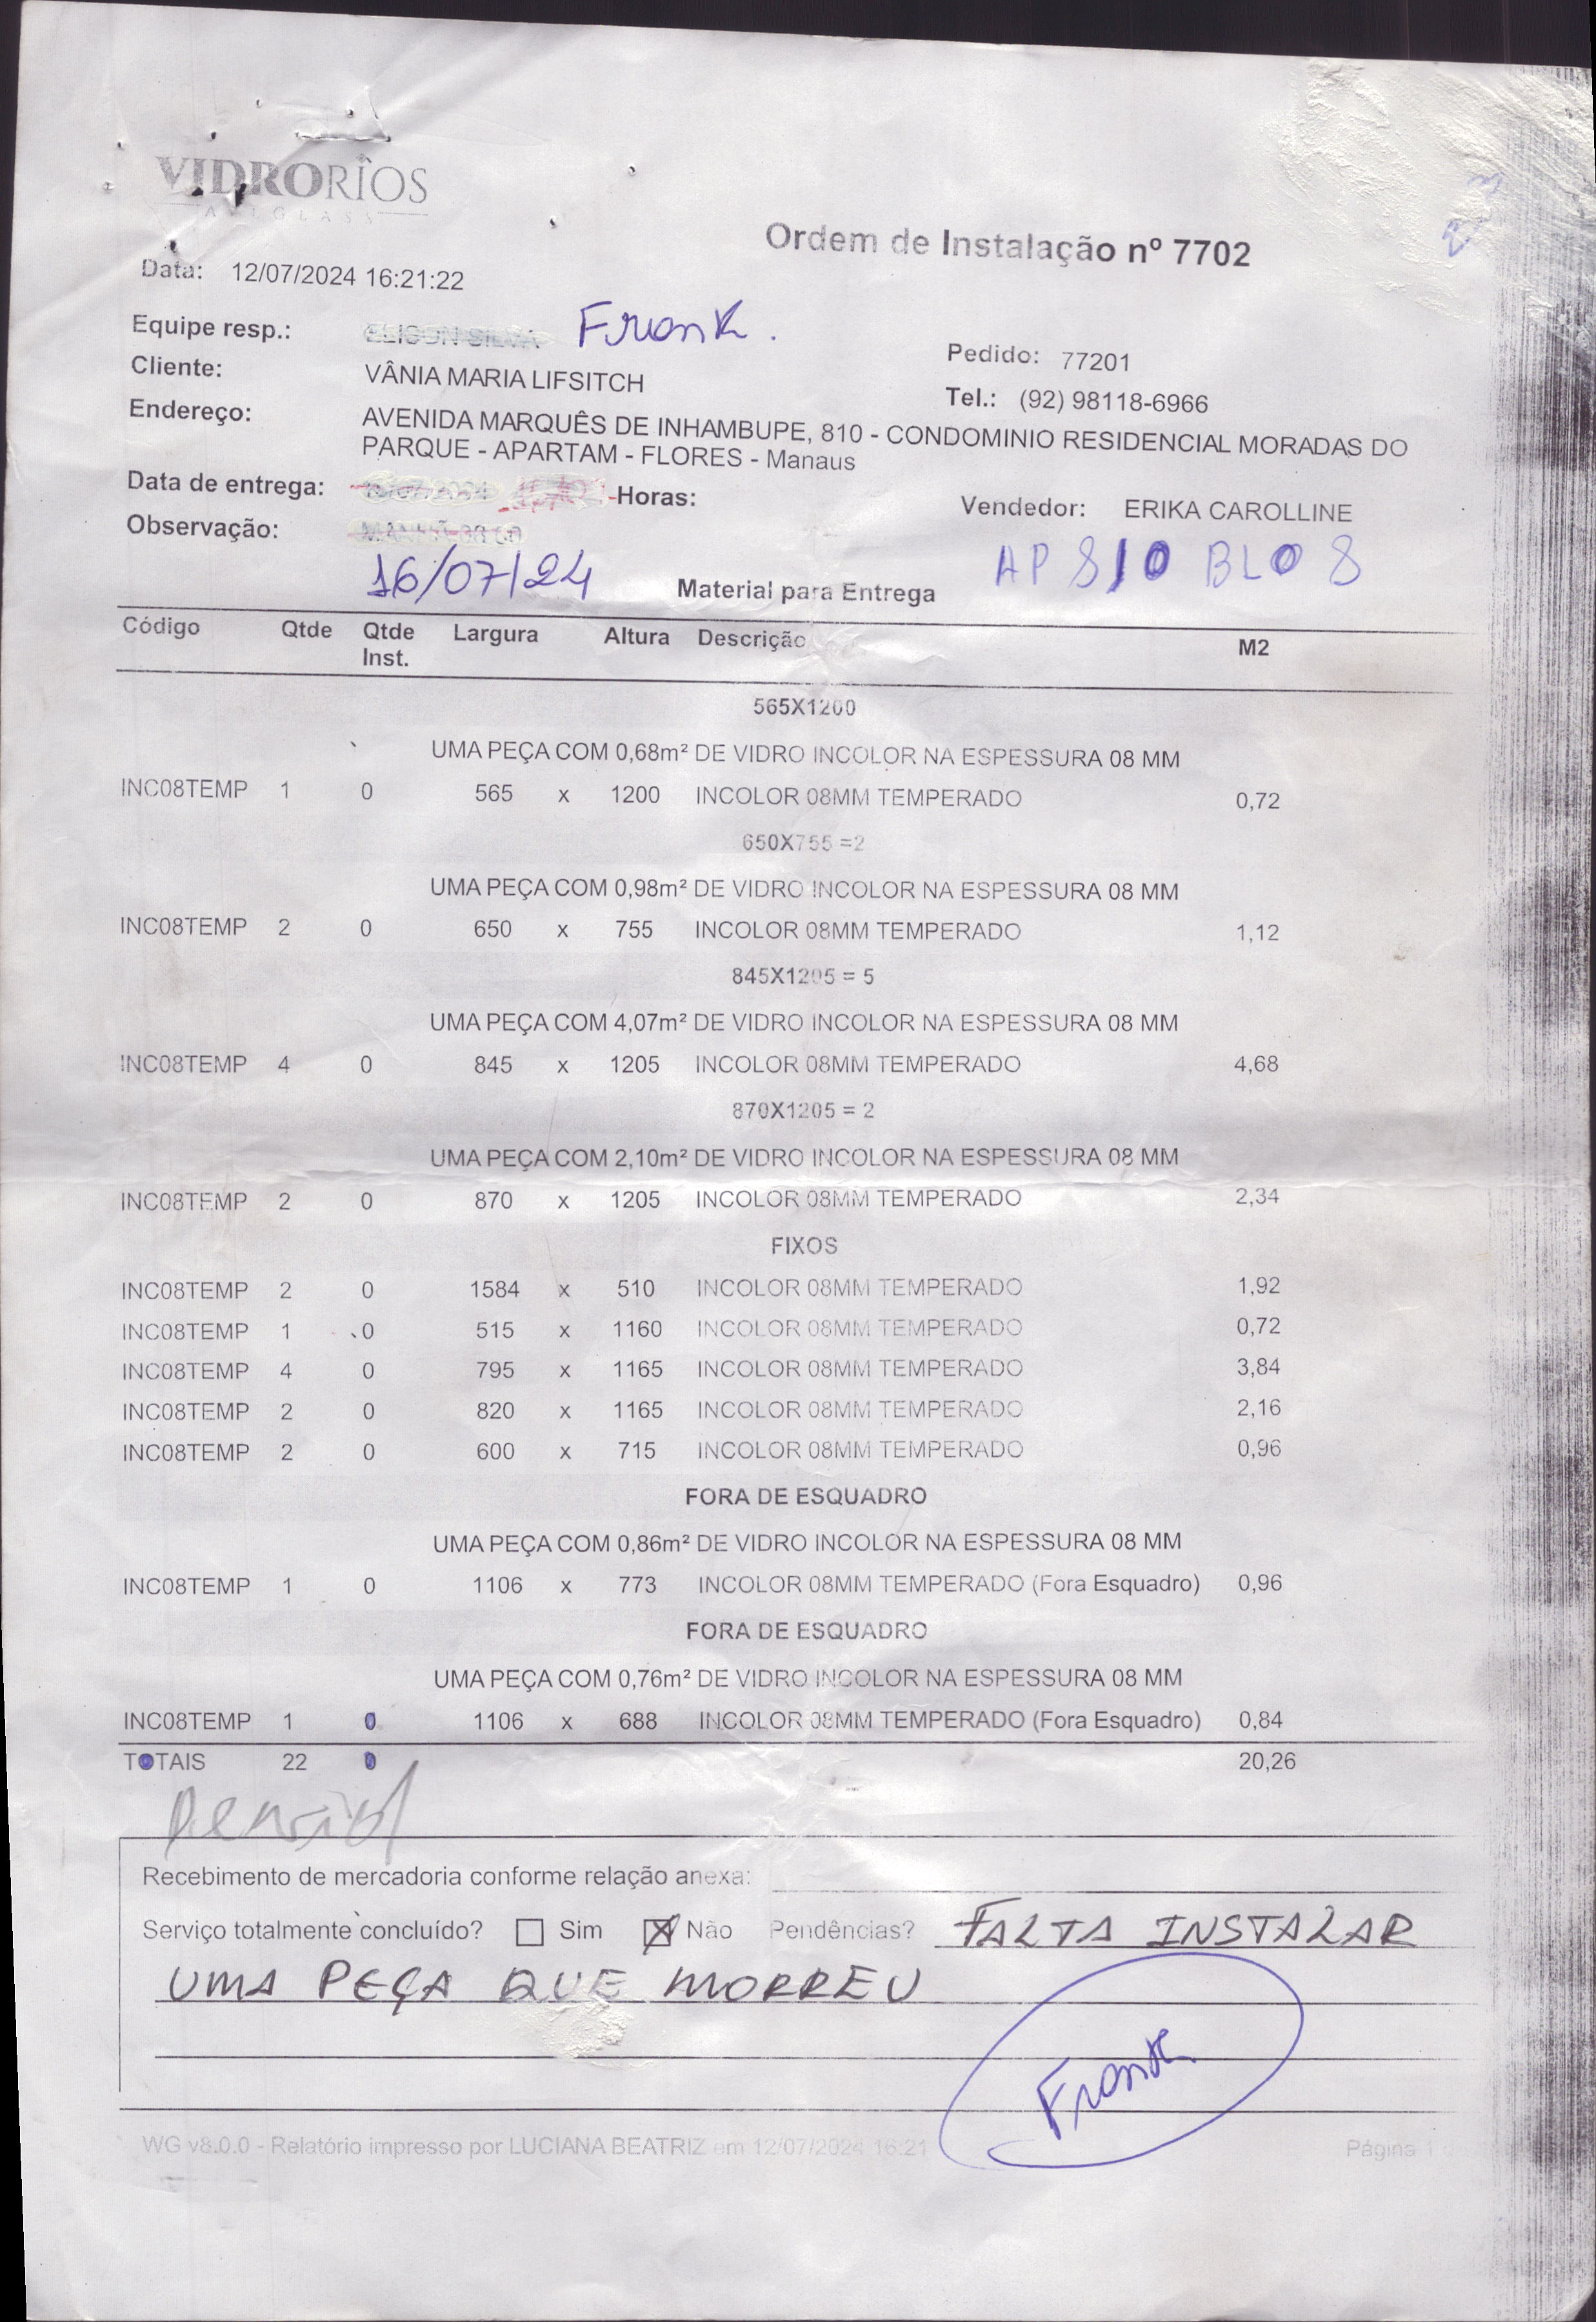 VIDRORIOS
Ordem de Instalação nº 7702
Data: 12/07/2024 16:21:22
Equipe resp.: ELISON SILVA Frank.
Pedido: 77201
Cliente: VÂNIA MARIA LIFSITCH
Tel.: (92) 98118-6966
Endereço: AVENIDA MARQUÊS DE INHAMBUPE, 810 - CONDOMINIO RESIDENCIAL MORADAS DO
PARQUE - APARTAM - FLORES - Manaus
Data de entrega: Horas:
Vendedor: ERIKA CAROLLINE
Observação:
AP 810 BLO 8
16/07/24
Material para Entrega
Código Qtde Qtde Inst. Largura Altura Descrição M2
565X1200
UMA PEÇA COM 0,68m² DE VIDRO INCOLOR NA ESPESSURA 08 MM
INC08TEMP 1 0 565 x 1200 INCOLOR 08MM TEMPERADO 0,72
650X755 =2
UMA PEÇA COM 0,98m² DE VIDRO INCOLOR NA ESPESSURA 08 MM
INC08TEMP 2 0 650 x 755 INCOLOR 08MM TEMPERADO 1,12
845X1205 = 5
UMA PEÇA COM 4,07m² DE VIDRO INCOLOR NA ESPESSURA 08 MM
INC08TEMP 4 0 845 x 1205 INCOLOR 08MM TEMPERADO 4,68
870X1205 = 2
UMA PEÇA COM 2,10m² DE VIDRO INCOLOR NA ESPESSURA 08 MM
INC08TEMP 2 0 870 x 1205 INCOLOR 08MM TEMPERADO 2,34
FIXOS
INC08TEMP 2 0 1584 x 510 INCOLOR 08MM TEMPERADO 1,92
INC08TEMP 1 0 515 x 1160 INCOLOR 08MM TEMPERADO 0,72
INC08TEMP 4 0 795 x 1165 INCOLOR 08MM TEMPERADO 3,84
INC08TEMP 2 0 820 x 1165 INCOLOR 08MM TEMPERADO 2,16
INC08TEMP 2 0 600 x 715 INCOLOR 08MM TEMPERADO 0,96
FORA DE ESQUADRO
UMA PEÇA COM 0,86m² DE VIDRO INCOLOR NA ESPESSURA 08 MM
INC08TEMP 1 0 1106 x 773 INCOLOR 08MM TEMPERADO (Fora Esquadro) 0,96
FORA DE ESQUADRO
UMA PEÇA COM 0,76m² DE VIDRO INCOLOR NA ESPESSURA 08 MM
INC08TEMP 1 0 1106 x 688 INCOLOR 08MM TEMPERADO (Fora Esquadro) 0,84
TOTAIS 22 0 20,26
Recebimento de mercadoria conforme relação anexa:
Serviço totalmente concluído? Sim Não Pendências? FALTA INSTALAR
UMA PEÇA QUE MORREU
Frank
WG v8.0.0 - Relatório impresso por LUCIANA BEATRIZ em 12/07/2024 16:21
Página 1